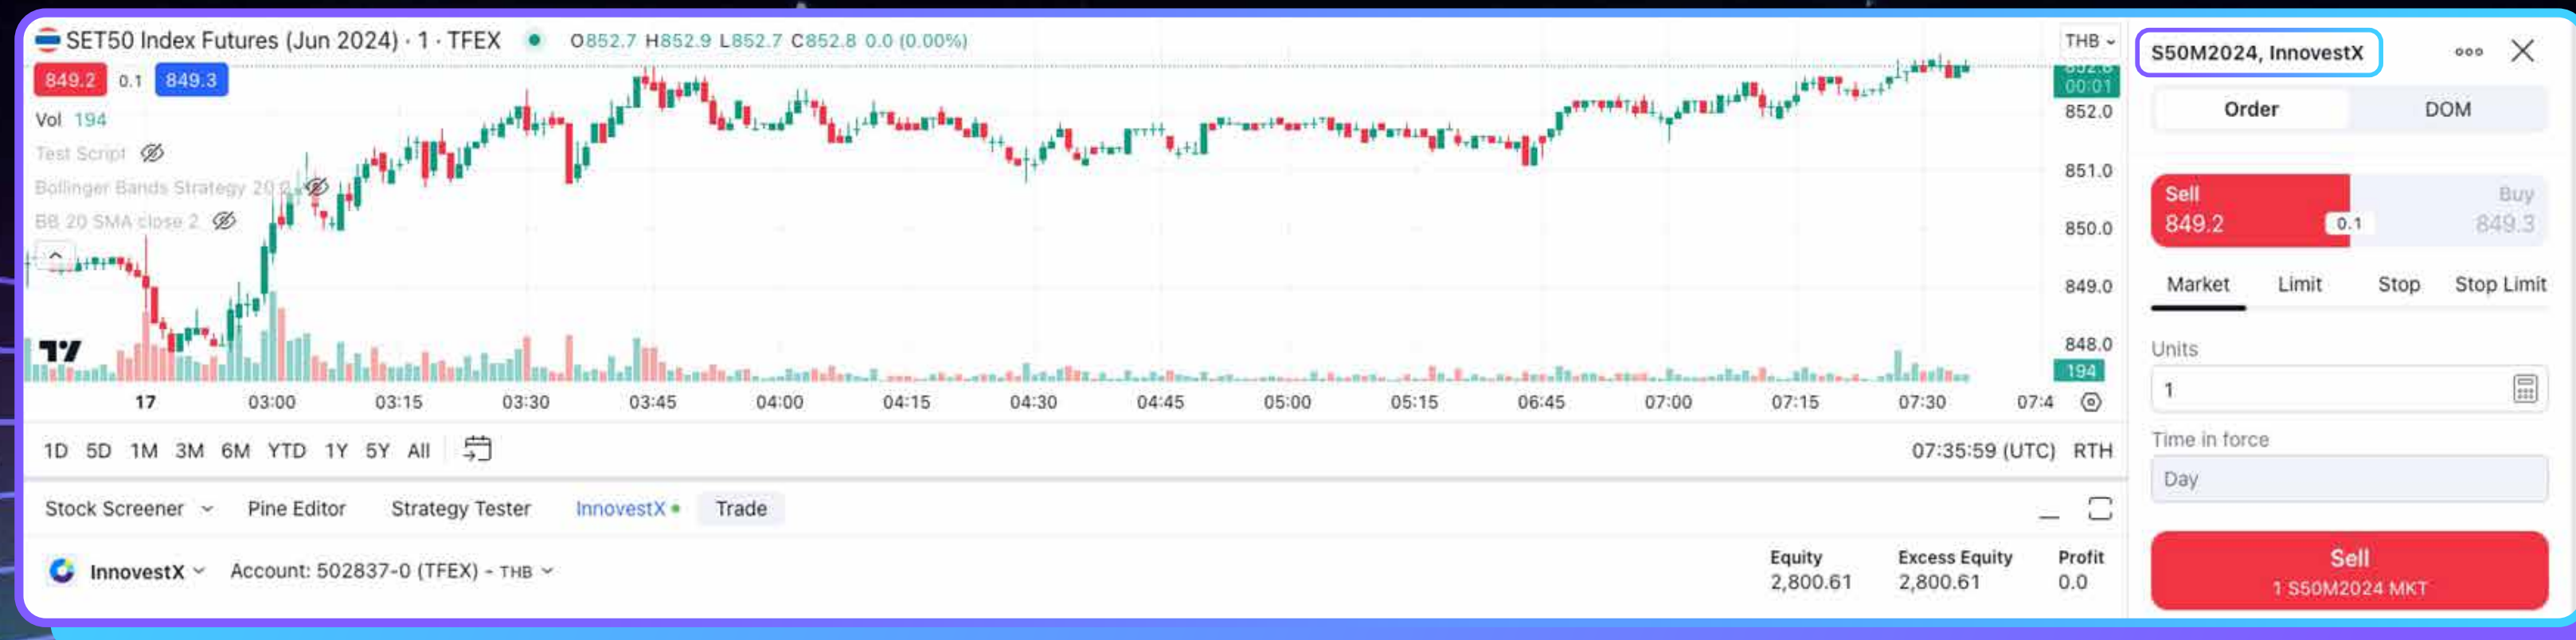 SET50 Index Futures (Jun 2024) · 1 · TFEX O852.7 H852.9 L852.7 C852.8 0.0 (0.00%)
849.2 0.1 849.3
Vol 194
Test Script
Bollinger Bands Strategy 20 2
BB 20 SMA close 2
THB
852.8
00:01
852.0
851.0
850.0
849.0
848.0
194
17 03:00 03:15 03:30 03:45 04:00 04:15 04:30 04:45 05:00 05:15 06:45 07:00 07:15 07:30 07:4
1D 5D 1M 3M 6M YTD 1Y 5Y All 07:35:59 (UTC) RTH
Stock Screener Pine Editor Strategy Tester InnovestX Trade
InnovestX Account: 502837-0 (TFEX) - THB
Equity Excess Equity Profit
2,800.61 2,800.61 0.0
S50M2024, InnovestX
Order DOM
Sell Buy
849.2 0.1 849.3
Market Limit Stop Stop Limit
Units
1
Time in force
Day
Sell
1 S50M2024 MKT